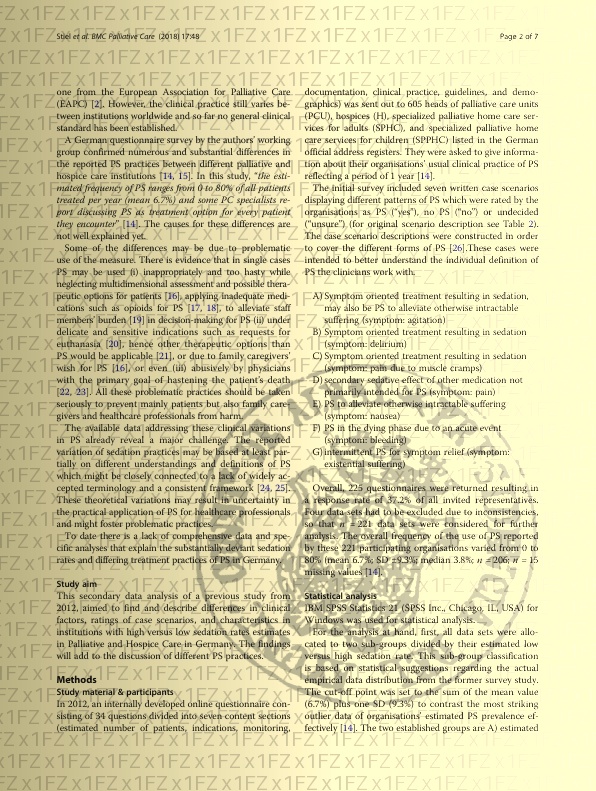 Stiel et al. BMC Palliative Care (2018) 17:48
Page 2 of 7
one from the European Association for Palliative Care
(EAPC) [2]. However, the clinical practice still varies be-
tween institutions worldwide and so far no general clinical
standard has been established.
A German questionnaire survey by the authors' working
group confirmed numerous and substantial differences in
the reported PS practices between different palliative and
hospice care institutions [14, 15]. In this study, "the esti-
mated frequency of PS ranges from 0 to 80% of all patients
treated per year (mean 6.7%) and some PC specialists re-
port discussing PS as treatment option for every patient
they encounter" [14]. The causes for these differences are
not well explained yet.
Some of the differences may be due to problematic
use of the measure. There is evidence that in single cases
PS may be used (i) inappropriately and too hasty while
neglecting multidimensional assessment and possible thera-
peutic options for patients [16], applying inadequate medi-
cations such as opioids for PS [17, 18], to alleviate staff
members' burden [19] in decision-making for PS (ii) under
delicate and sensitive indications such as requests for
euthanasia [20], hence other therapeutic options than
PS would be applicable [21], or due to family caregivers'
wish for PS [16], or even (iii) abusively by physicians
with the primary goal of hastening the patient's death
[22, 23]. All these problematic practices should be taken
seriously to prevent mainly patients but also family care-
givers and healthcare professionals from harm.
The available data addressing these clinical variations
in PS already reveal a major challenge. The reported
variation of sedation practices may be based at least par-
tially on different understandings and definitions of PS
which might be closely connected to a lack of widely ac-
cepted terminology and a consistent framework [24, 25].
These theoretical variations may result in uncertainty in
the practical application of PS for healthcare professionals
and might foster problematic practices.
To date there is a lack of comprehensive data and spe-
cific analyses that explain the substantially deviant sedation
rates and differing treatment practices of PS in Germany.
Study aim
This secondary data analysis of a previous study from
2012, aimed to find and describe differences in clinical
factors, ratings of case scenarios, and characteristics in
institutions with high versus low sedation rates estimates
in Palliative and Hospice Care in Germany. The findings
will add to the discussion of different PS practices.
Methods
Study material & participants
In 2012, an internally developed online questionnaire con-
sisting of 34 questions divided into seven content sections
(estimated number of patients, indications, monitoring,
documentation, clinical practice, guidelines, and demo-
graphics) was sent out to 605 heads of palliative care units
(PCU), hospices (H), specialized palliative home care ser-
vices for adults (SPHC), and specialized palliative home
care services for children (SPPHC) listed in the German
official address registers. They were asked to give informa-
tion about their organisations' usual clinical practice of PS
reflecting a period of 1 year [14].
The initial survey included seven written case scenarios
displaying different patterns of PS which were rated by the
organisations as PS ("yes"), no PS ("no") or undecided
("unsure") (for original scenario description see Table 2).
The case scenario descriptions were constructed in order
to cover the different forms of PS [26].These cases were
intended to better understand the individual definition of
PS the clinicians work with.
A) Symptom oriented treatment resulting in sedation,
may also be PS to alleviate otherwise intractable
suffering (symptom: agitation)
B) Symptom oriented treatment resulting in sedation
(symptom: delirium)
C) Symptom oriented treatment resulting in sedation
(symptom: pain due to muscle cramps)
D) secondary sedative effect of other medication not
primarily intended for PS (symptom: pain)
E) PS to alleviate otherwise intractable suffering
(symptom: nausea)
F) PS in the dying phase due to an acute event
(symptom: bleeding)
G) intermittent PS for symptom relief (symptom:
existential suffering)
Overall, 225 questionnaires were returned resulting in
a response rate of 37.2% of all invited representatives.
Four data sets had to be excluded due to inconsistencies,
so that n = 221 data sets were considered for further
analysis. The overall frequency of the use of PS reported
by these 221 participating organisations varied from 0 to
80% (mean 6.7%; SD ±9.3%; median 3.8%; n = 206; n = 15
missing values [14].
Statistical analysis
IBM SPSS Statistics 21 (SPSS Inc., Chicago, IL, USA) for
Windows was used for statistical analysis.
For the analysis at hand, first, all data sets were allo-
cated to two sub-groups divided by their estimated low
versus high sedation rate. This sub-group classification
is based on statistical suggestions regarding the actual
empirical data distribution from the former survey study.
The cut-off point was set to the sum of the mean value
(6.7%) plus one SD (9.3%) to contrast the most striking
outlier data of organisations' estimated PS prevalence ef-
fectively [14]. The two established groups are A) estimated